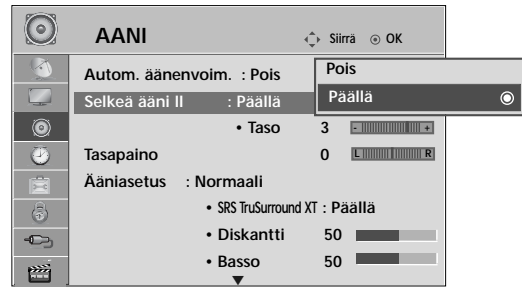 AANI Siirrä OK
Autom. äänenvoim. : Pois
Pois
Selkeä ääni II : Päällä
Päällä
• Taso 3 - +
Tasapaino 0 L R
Ääniasetus : Normaali
• SRS TruSurround XT : Päällä
• Diskantti 50
• Basso 50